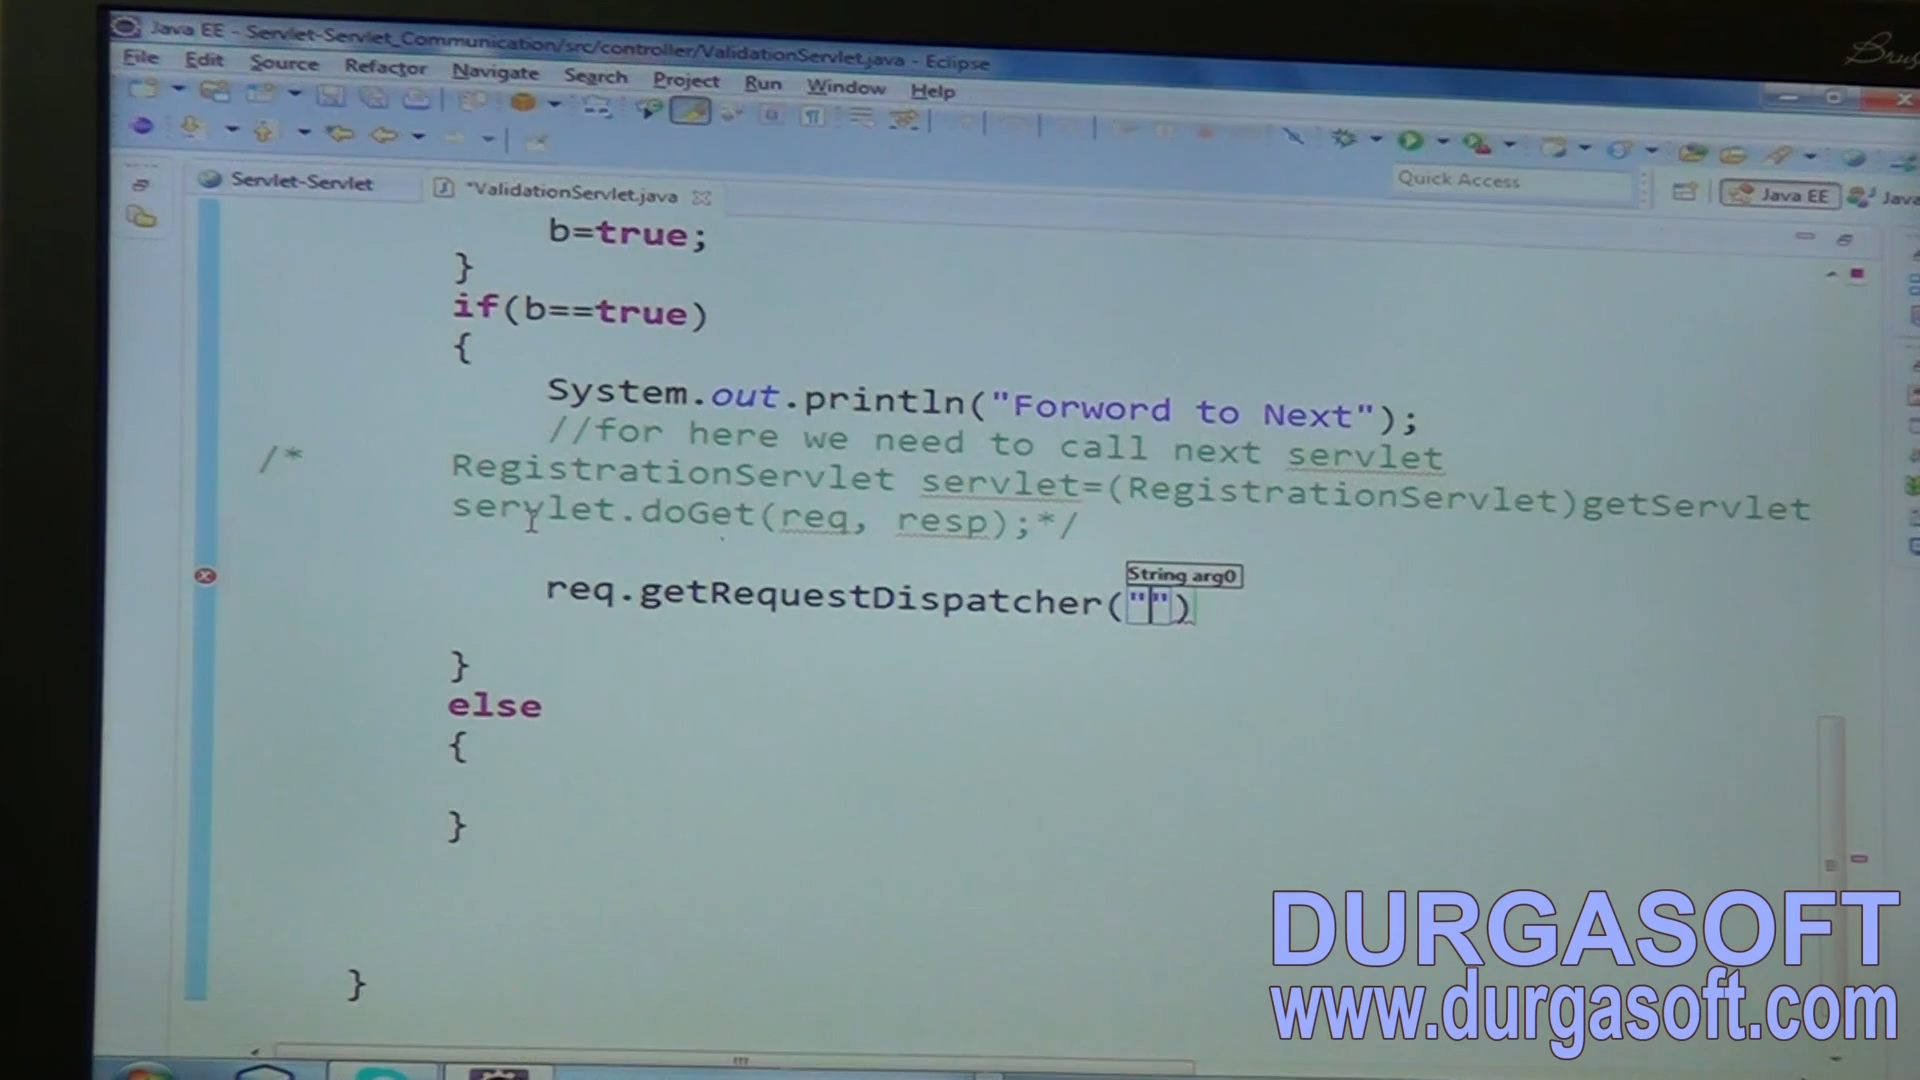 Brus
Java EE - Servlet-Servlet_Communication/src/controller/ValidationServlet.java - Eclipse
File Edit Source Refactor Navigate Search Project Run Window Help
Quick Access
Java EE
Java
Servlet-Servlet
*ValidationServlet.java
b=true;
}
if(b==true)
{
System.out.println("Forword to Next");
//for here we need to call next servlet
/* RegistrationServlet servlet=(RegistrationServlet)getServlet
servlet.doGet(req, resp);*/
String arg0
req.getRequestDispatcher("")
}
else
{
}
}
DURGASOFT
www.durgasoft.com